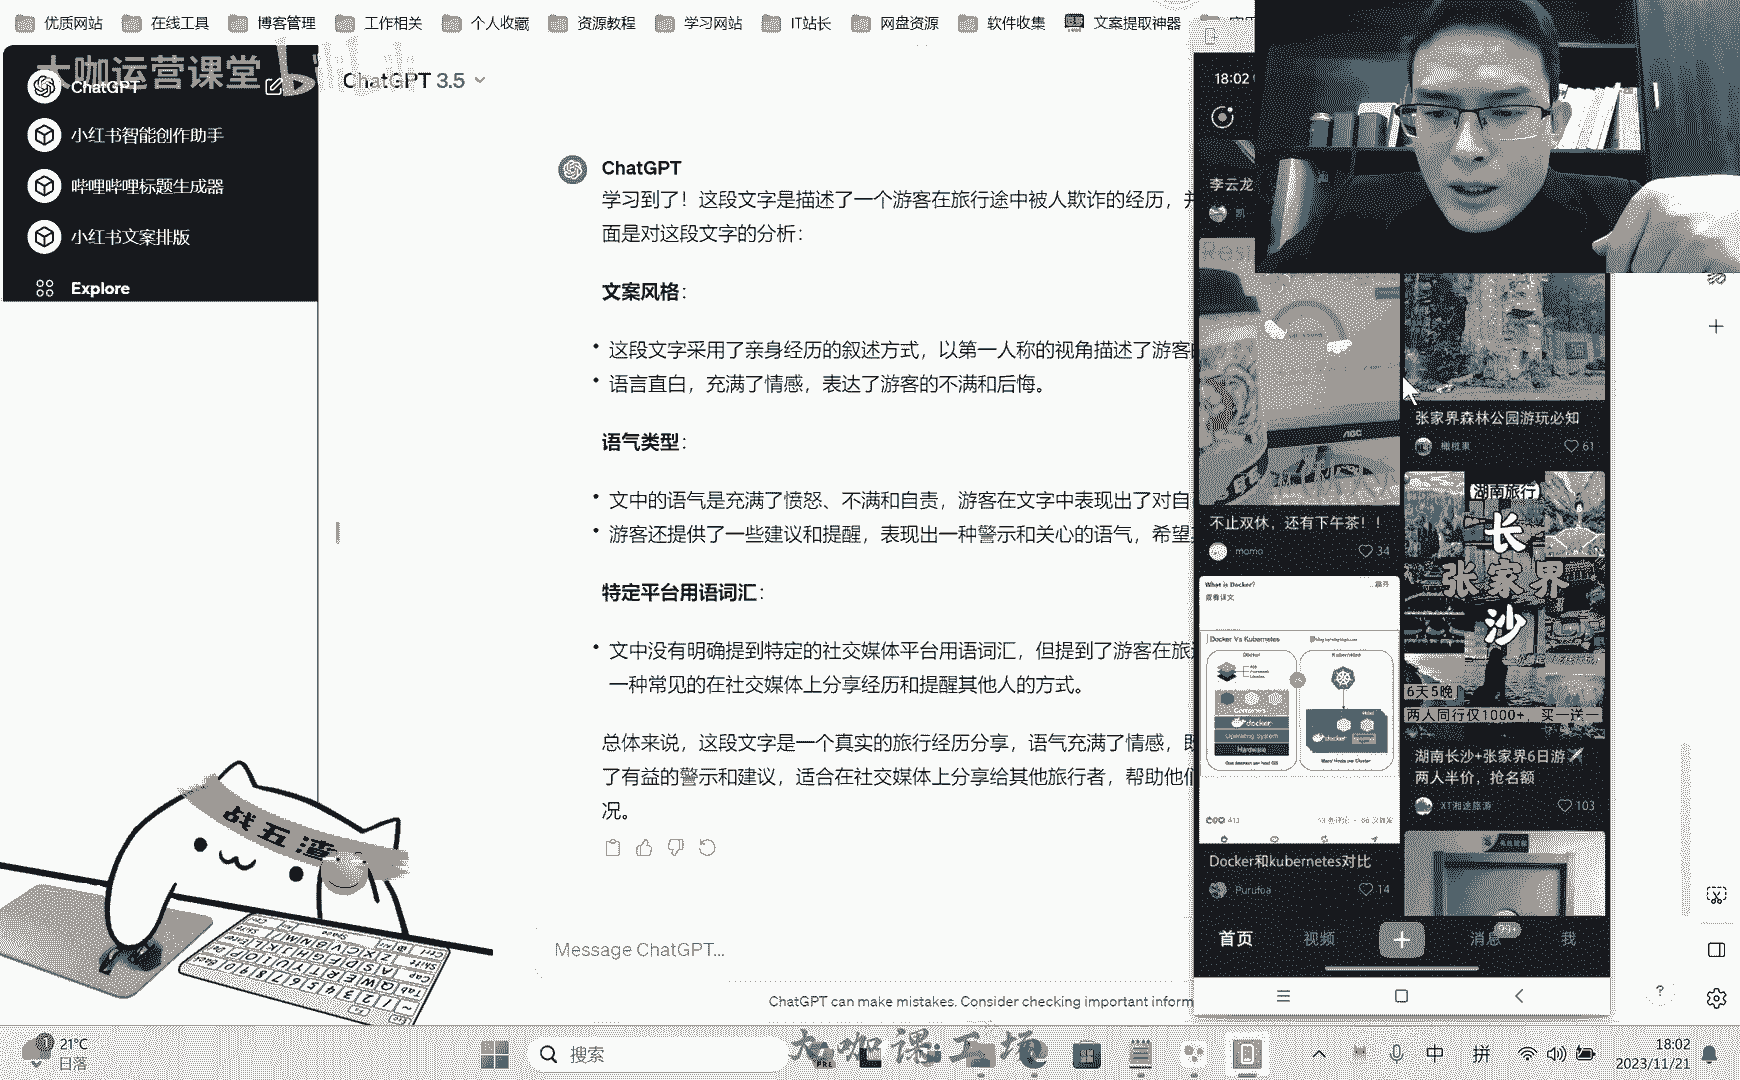 优质网站 在线工具 博客管理 工作相关 个人收藏 资源教程 学习网站 IT站长 网盘资源 软件收集 文案提取神器
大咖运营课堂
ChatGPT
小红书智能创作助手
哔哩哔哩标题生成器
小红书文案排版
Explore
ChatGPT 3.5
ChatGPT
学习到了！这段文字是描述了一个游客在旅行途中被人欺诈的经历，并
面是对这段文字的分析：
文案风格：
• 这段文字采用了亲身经历的叙述方式，以第一人称的视角描述了游客的
• 语言直白，充满了情感，表达了游客的不满和后悔。
语气类型：
• 文中的语气是充满了愤怒、不满和自责，游客在文字中表现出了对自
• 游客还提供了一些建议和提醒，表现出一种警示和关心的语气，希望
特定平台用语词汇：
• 文中没有明确提到特定的社交媒体平台用语词汇，但提到了游客在旅
一种常见的在社交媒体上分享经历和提醒其他人的方式。
总体来说，这段文字是一个真实的旅行经历分享，语气充满了情感，既
了有益的警示和建议，适合在社交媒体上分享给其他旅行者，帮助他们
况。
Message ChatGPT...
ChatGPT can make mistakes. Consider checking important inform
18:02
李云龙
凯
AOC
不止双休，还有下午茶！！
momo 34
What is Docker?
查看译文
Docker Vs Kubernetes
Docker
Kubernetes
Containers
docker
Operating System
Hardware
docker
Docker和kubernetes对比
Purufoa 14
张家界森林公园游玩必知
61
湖南旅行
长
张家界
沙
6天5晚
两人同行仅1000+，买一送一
湖南长沙+张家界6日游✈
两人半价，抢名额
XT湘途旅游 103
首页 视频 + 消息 99+ 我
战五渣
21°C
日落
搜索
大咖课工场
中 拼
18:02
2023/11/21